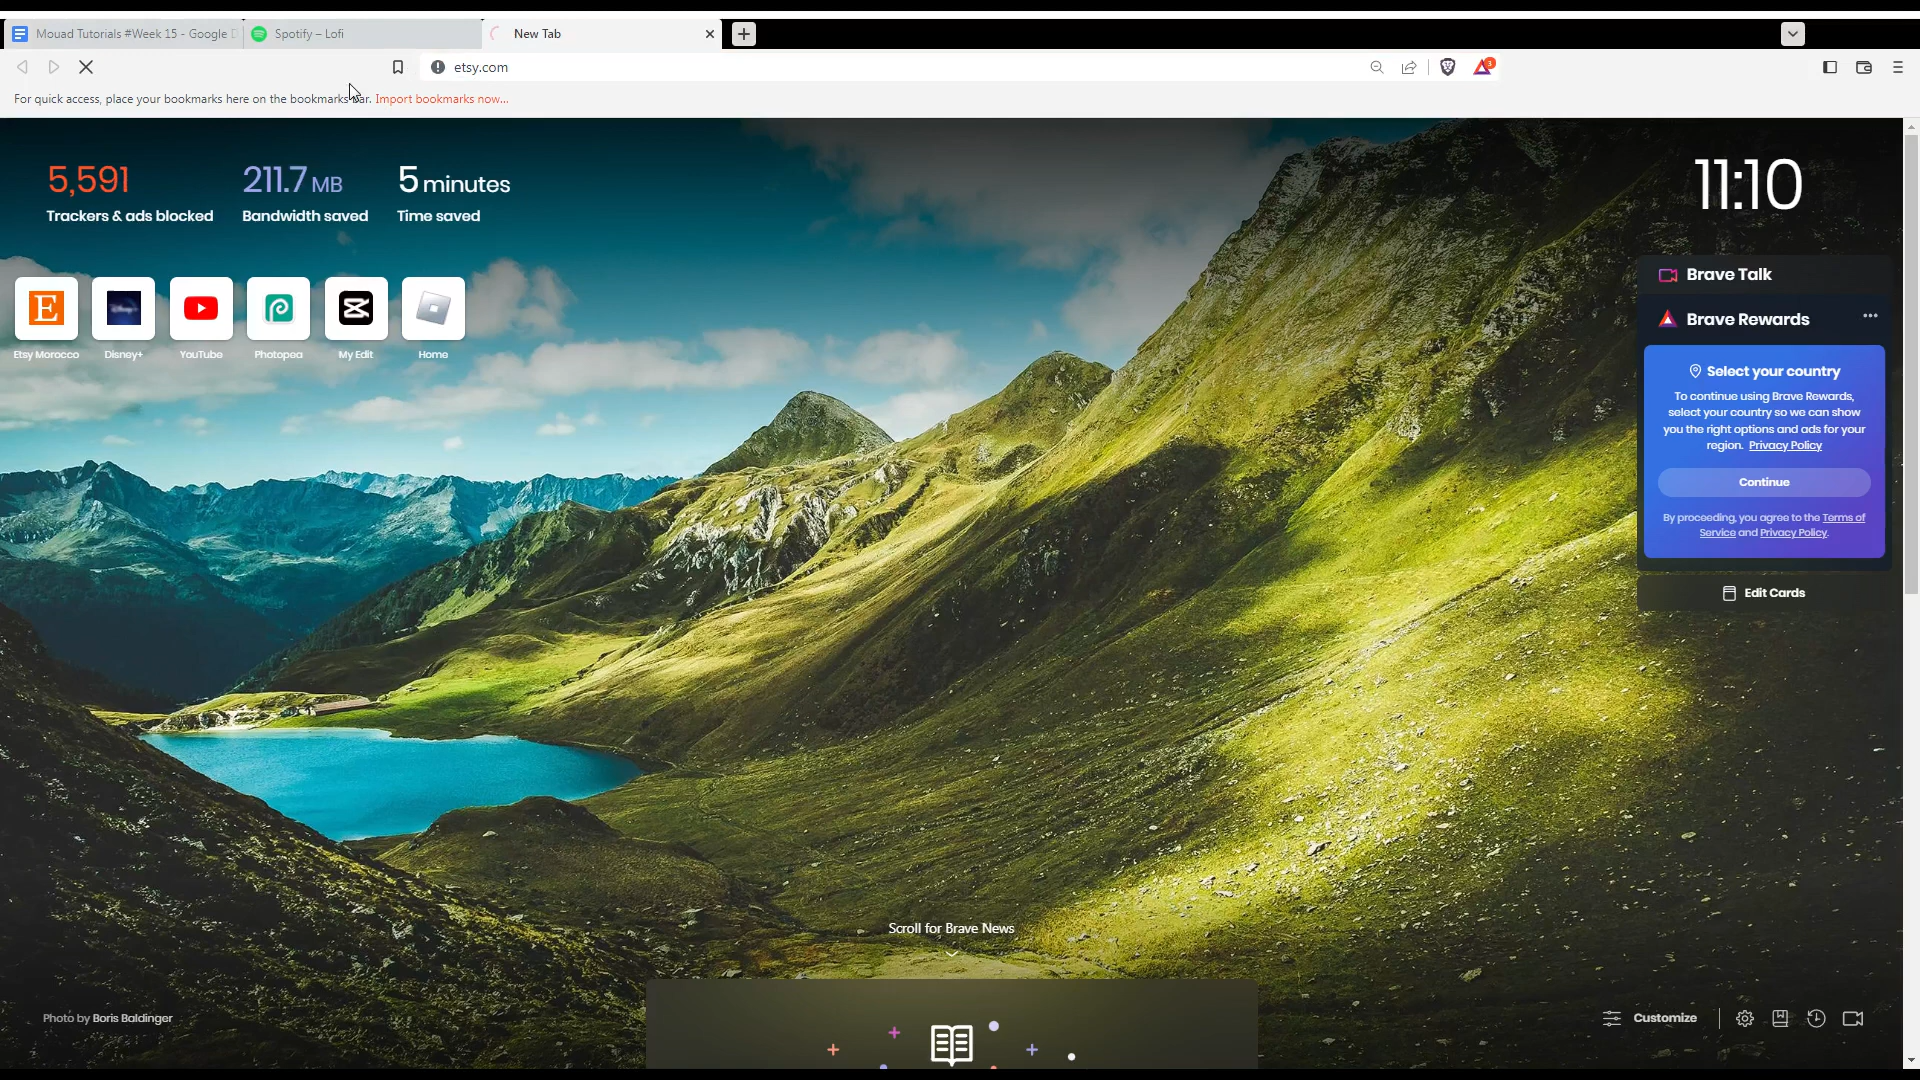 Mouad Tutorials #Week 15 - Google D
Spotify – Lofi
New Tab
etsy.com
3
For quick access, place your bookmarks here on the bookmarks bar. Import bookmarks now...
5,591
Trackers & ads blocked
211.7 MB
Bandwidth saved
5 minutes
Time saved
11:10
E
Etsy Morocco
Disney+
YouTube
Photopea
My Edit
Home
Brave Talk
Brave Rewards
Select your country
To continue using Brave Rewards,
select your country so we can show
you the right options and ads for your
region. Privacy Policy
Continue
By proceeding, you agree to the Terms of
Service and Privacy Policy.
Edit Cards
Scroll for Brave News
Photo by Boris Baldinger
Customize